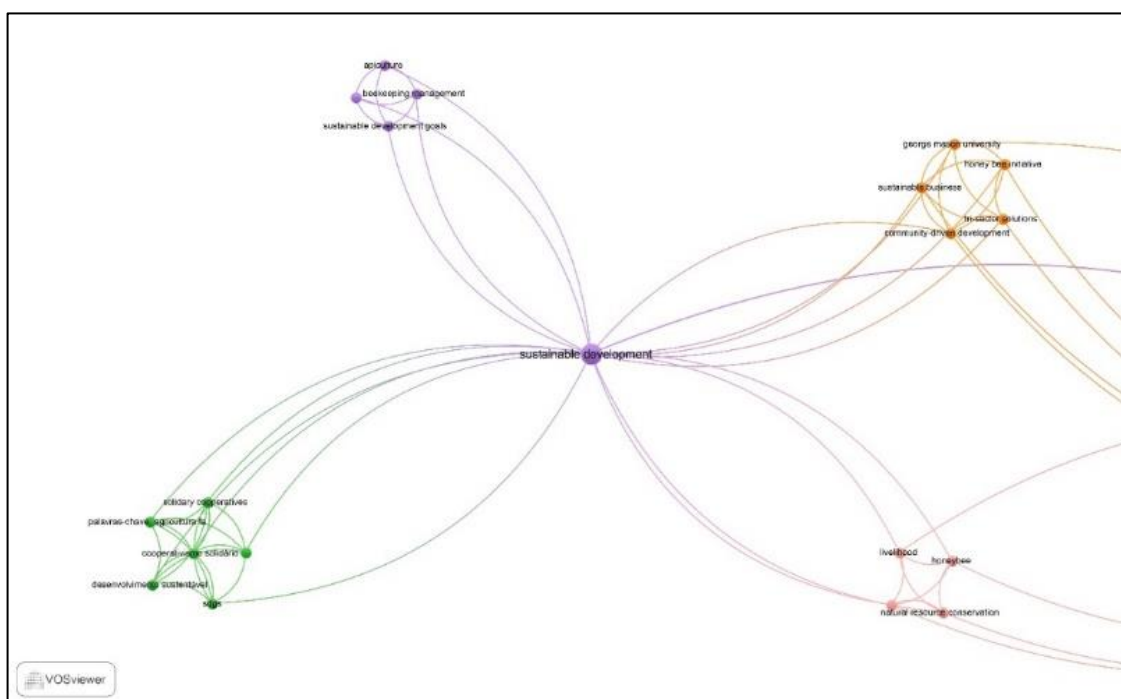 apiculture
beekeeping management
sustainable development goals
george mason university
honey bee initiative
sustainable business
tri-sector solutions
community-driven development
sustainable development
solidary cooperatives
palavras-chave: agricultura fa
cooperativismo solidário
desenvolvimento sustentável
sdgs
livelihood
honeybee
natural resource conservation
VOSviewer